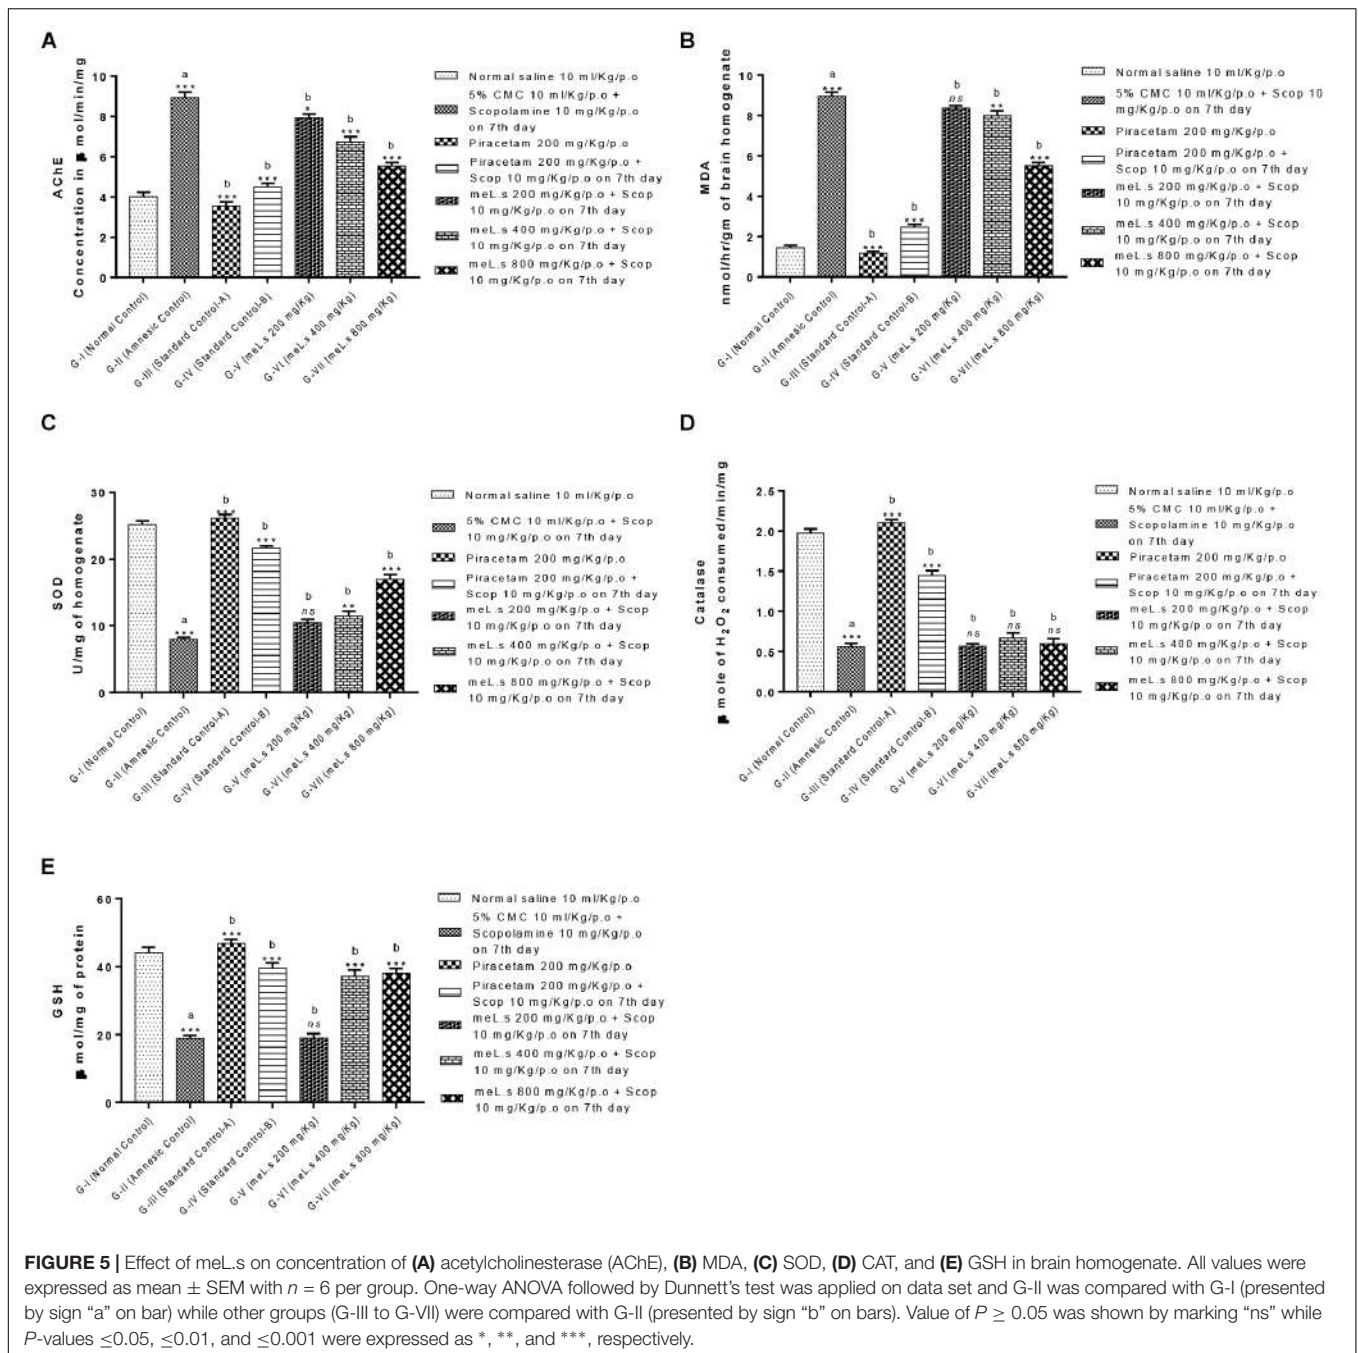 A
AChE
Concentration in µ mol/min/mg
10
8
6
4
2
0
a
***
b
***
b
***
b
*
b
***
b
***
G-I (Normal Control)
G-II (Amnesic Control)
G-III (Standard Control-A)
G-IV (Standard Control-B)
G-V (meL.s 200 mg/Kg)
G-VI (meL.s 400 mg/Kg)
G-VII (meL.s 800 mg/Kg)
Normal saline 10 ml/Kg/p.o
5% CMC 10 ml/Kg/p.o +
Scopolamine 10 mg/Kg/p.o
on 7th day
Piracetam 200 mg/Kg/p.o
Piracetam 200 mg/Kg/p.o +
Scop 10 mg/Kg/p.o on 7th day
meL.s 200 mg/Kg/p.o + Scop
10 mg/Kg/p.o on 7th day
meL.s 400 mg/Kg/p.o + Scop
10 mg/Kg/p.o on 7th day
meL.s 800 mg/Kg/p.o + Scop
10 mg/Kg/p.o on 7th day
B
MDA
nmol/hr/gm of brain homogenate
10
8
6
4
2
0
a
***
b
***
b
***
b
ns
b
**
b
***
G-I (Normal Control)
G-II (Amnesic Control)
G-III (Standard Control-A)
G-IV (Standard Control-B)
G-V (meL.s 200 mg/Kg)
G-VI (meL.s 400 mg/Kg)
G-VII (meL.s 800 mg/Kg)
Normal saline 10 ml/Kg/p.o
5% CMC 10 ml/Kg/p.o + Scop 10
mg/Kg/p.o on 7th day
Piracetam 200 mg/Kg/p.o
Piracetam 200 mg/Kg/p.o +
Scop 10 mg/Kg/p.o on 7th day
meL.s 200 mg/Kg/p.o + Scop
10 mg/Kg/p.o on 7th day
meL.s 400 mg/Kg/p.o + Scop
10 mg/Kg/p.o on 7th day
meL.s 800 mg/Kg/p.o + Scop
10 mg/Kg/p.o on 7th day
C
SOD
U/mg of homogenate
30
20
10
0
a
***
b
***
b
***
b
ns
b
**
b
***
G-I (Normal Control)
G-II (Amnesic Control)
G-III (Standard Control-A)
G-IV (Standard Control-B)
G-V (meL.s 200 mg/Kg)
G-VI (meL.s 400 mg/Kg)
G-VII (meL.s 800 mg/Kg)
Normal saline 10 ml/Kg/p.o
5% CMC 10 ml/Kg/p.o + Scop
10 mg/Kg/p.o on 7th day
Piracetam 200 mg/Kg/p.o
Piracetam 200 mg/Kg/p.o +
Scop 10 mg/Kg/p.o on 7th day
meL.s 200 mg/Kg/p.o + Scop
10 mg/Kg/p.o on 7th day
meL.s 400 mg/Kg/p.o + Scop
10 mg/Kg/p.o on 7th day
meL.s 800 mg/Kg/p.o + Scop
10 mg/Kg/p.o on 7th day
D
Catalase
µ mole of H₂O₂ consumed/min/mg
2.5
2.0
1.5
1.0
0.5
0.0
a
***
b
***
b
***
b
ns
b
ns
b
ns
G-I (Normal Control)
G-II (Amnesic Control)
G-III (Standard Control-A)
G-IV (Standard Control-B)
G-V (meL.s 200 mg/Kg)
G-VI (meL.s 400 mg/Kg)
G-VII (meL.s 800 mg/Kg)
Normal saline 10 ml/Kg/p.o
5% CMC 10 ml/Kg/p.o +
Scopolamine 10 mg/Kg/p.o
on 7th day
Piracetam 200 mg/Kg/p.o
Piracetam 200 mg/Kg/p.o +
Scop 10 mg/Kg/p.o on 7th day
meL.s 200 mg/Kg/p.o + Scop
10 mg/Kg/p.o on 7th day
meL.s 400 mg/Kg/p.o + Scop
10 mg/Kg/p.o on 7th day
meL.s 800 mg/Kg/p.o + Scop
10 mg/Kg/p.o on 7th day
E
GSH
µ mol/mg of protein
60
40
20
0
a
***
b
***
b
***
b
ns
b
***
b
***
G-I (Normal Control)
G-II (Amnesic Control)
G-III (Standard Control-A)
G-IV (Standard Control-B)
G-V (meL.s 200 mg/Kg)
G-VI (meL.s 400 mg/Kg)
G-VII (meL.s 800 mg/Kg)
Normal saline 10 ml/Kg/p.o
5% CMC 10 ml/Kg/p.o +
Scopolamine 10 mg/Kg/p.o
on 7th day
Piracetam 200 mg/Kg/p.o
Piracetam 200 mg/Kg/p.o +
Scop 10 mg/Kg/p.o on 7th day
meL.s 200 mg/Kg/p.o + Scop
10 mg/Kg/p.o on 7th day
meL.s 400 mg/Kg/p.o + Scop
10 mg/Kg/p.o on 7th day
meL.s 800 mg/Kg/p.o + Scop
10 mg/Kg/p.o on 7th day
FIGURE 5 | Effect of meL.s on concentration of (A) acetylcholinesterase (AChE), (B) MDA, (C) SOD, (D) CAT, and (E) GSH in brain homogenate. All values were
expressed as mean ± SEM with n = 6 per group. One-way ANOVA followed by Dunnett's test was applied on data set and G-II was compared with G-I (presented
by sign "a" on bar) while other groups (G-III to G-VII) were compared with G-II (presented by sign "b" on bars). Value of P ≥ 0.05 was shown by marking "ns" while
P-values ≤0.05, ≤0.01, and ≤0.001 were expressed as *, **, and ***, respectively.